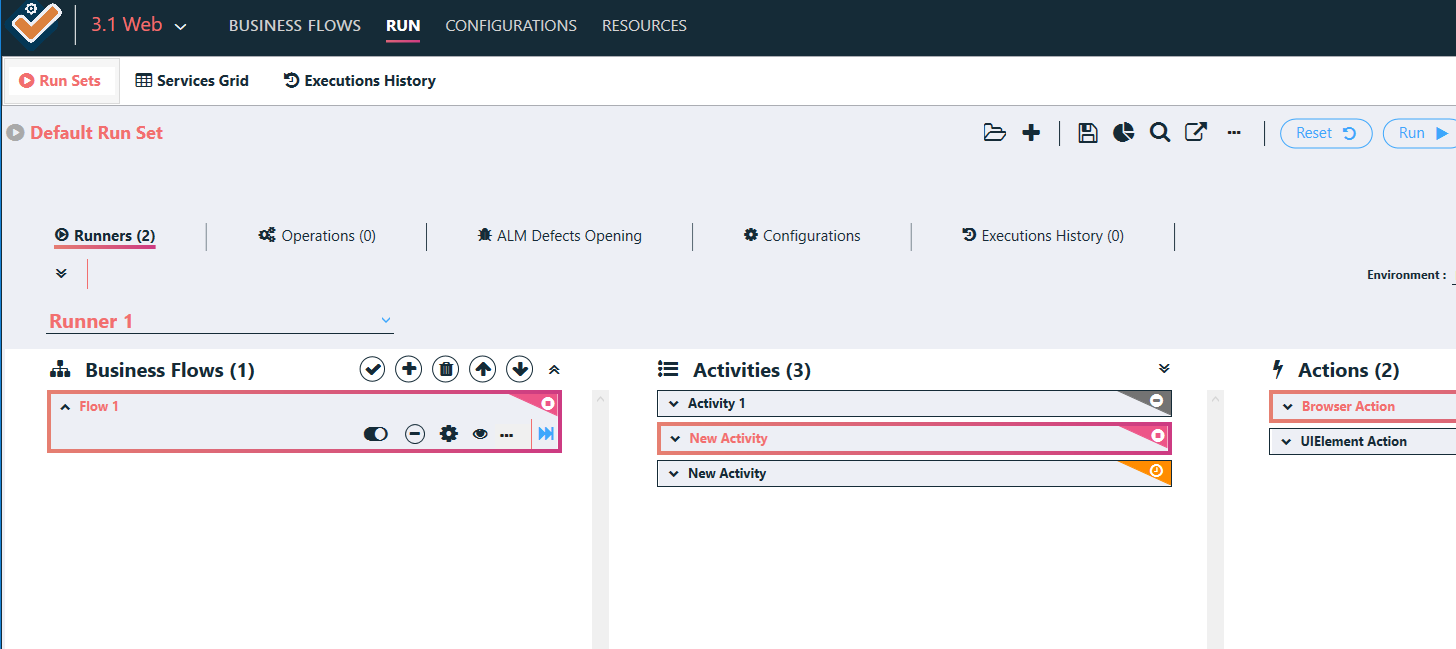 3.1 Web BUSINESS FLOWS RUN CONFIGURATIONS RESOURCES
Run Sets Services Grid Executions History
Default Run Set Reset Run
Runners (2) Operations (0) ALM Defects Opening Configurations Executions History (0)
Environment :
Runner 1
Business Flows (1) Activities (3) Actions (2)
Flow 1 Activity 1 Browser Action
New Activity UIElement Action
New Activity